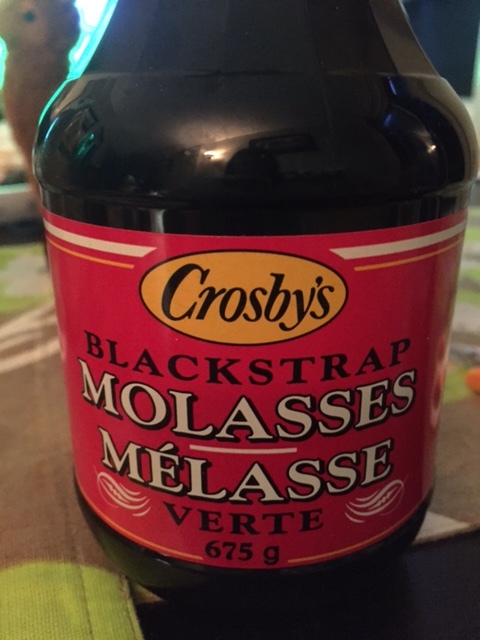 Crosby's
BLACKSTRAP
MOLASSES
MÉLASSE
VERTE
675 g